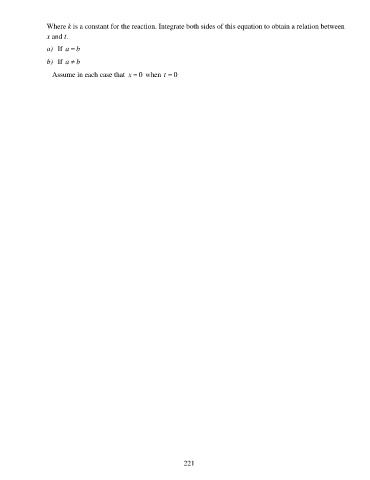 Where k is a constant for the reaction. Integrate both sides of this equation to obtain a relation between
x and t.
a) If a = b
b) If a ≠ b
Assume in each case that x = 0 when t = 0
221